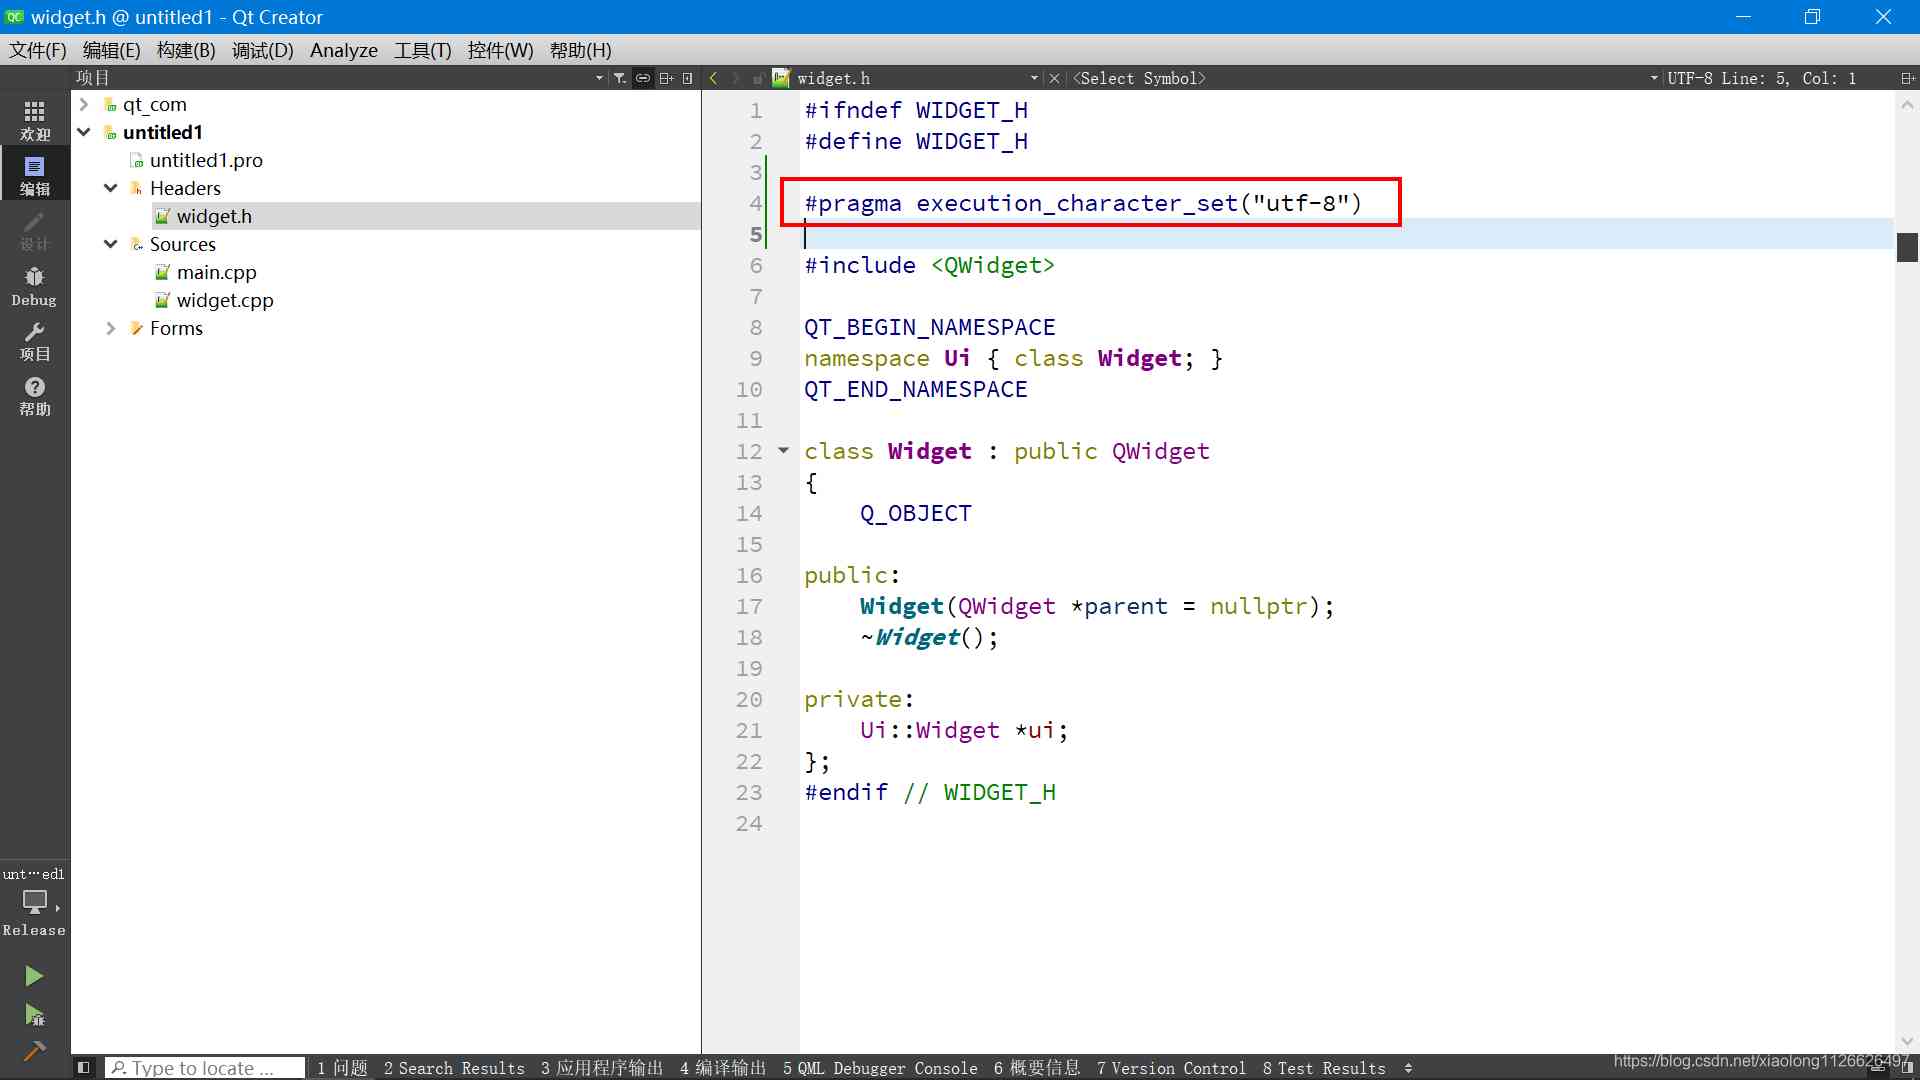 widget.h @ untitled1 - Qt Creator
文件(F) 编辑(E) 构建(B) 调试(D) Analyze 工具(T) 控件(W) 帮助(H)
项目
widget.h
<Select Symbol>
UTF-8 Line: 5, Col: 1
欢迎
编辑
设计
Debug
项目
帮助
unt…ed1
Release
qt_com
untitled1
untitled1.pro
Headers
widget.h
Sources
main.cpp
widget.cpp
Forms
1 #ifndef WIDGET_H
2 #define WIDGET_H
3
4 #pragma execution_character_set("utf-8")
5
6 #include <QWidget>
7
8 QT_BEGIN_NAMESPACE
9 namespace Ui { class Widget; }
10 QT_END_NAMESPACE
11
12 class Widget : public QWidget
13 {
14 Q_OBJECT
15
16 public:
17 Widget(QWidget *parent = nullptr);
18 ~Widget();
19
20 private:
21 Ui::Widget *ui;
22 };
23 #endif // WIDGET_H
24
Type to locate ...
1 问题 2 Search Results 3 应用程序输出 4 编译输出 5 QML Debugger Console 6 概要信息 7 Version Control 8 Test Results
https://blog.csdn.net/xiaolong1126626497